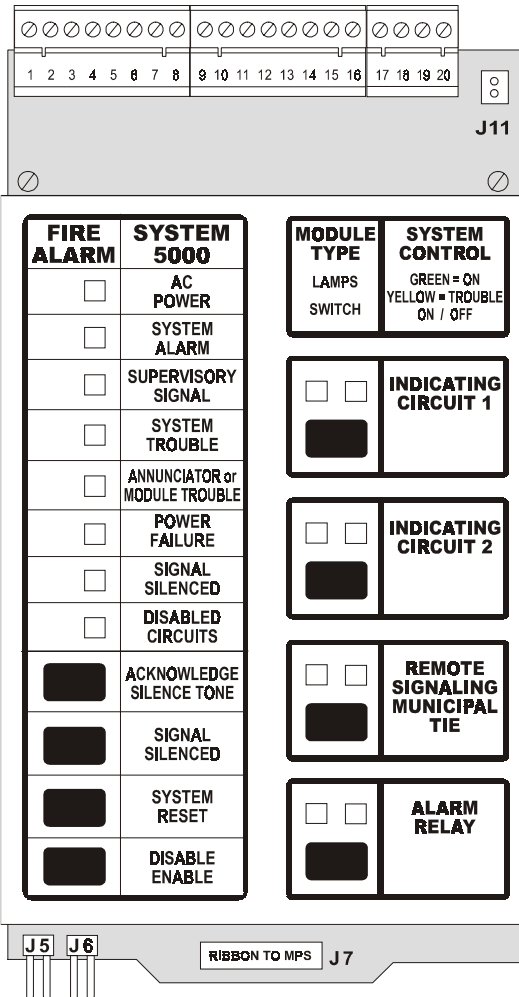 1 2 3 4 5 6 7 8 9 10 11 12 13 14 15 16 17 18 19 20
J11
FIRE
ALARM
SYSTEM
5000
AC
POWER
SYSTEM
ALARM
SUPERVISORY
SIGNAL
SYSTEM
TROUBLE
ANNUNCIATOR or
MODULE TROUBLE
POWER
FAILURE
SIGNAL
SILENCED
DISABLED
CIRCUITS
ACKNOWLEDGE
SILENCE TONE
SIGNAL
SILENCED
SYSTEM
RESET
DISABLE
ENABLE
MODULE
TYPE
LAMPS
SWITCH
SYSTEM
CONTROL
GREEN = ON
YELLOW = TROUBLE
ON / OFF
INDICATING
CIRCUIT 1
INDICATING
CIRCUIT 2
REMOTE
SIGNALING
MUNICIPAL
TIE
ALARM
RELAY
J5 J6
RIBBON TO MPS J7